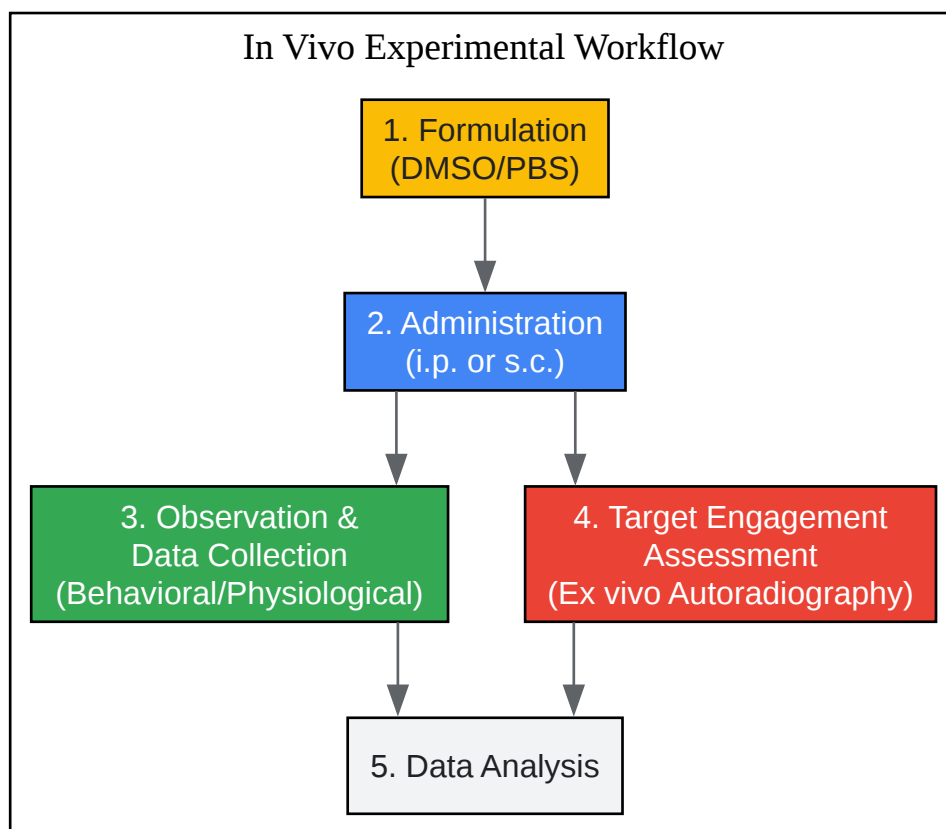 In Vivo Experimental Workflow
1. Formulation
(DMSO/PBS)
2. Administration
(i.p. or s.c.)
3. Observation &
Data Collection
(Behavioral/Physiological)
4. Target Engagement
Assessment
(Ex vivo Autoradiography)
5. Data Analysis